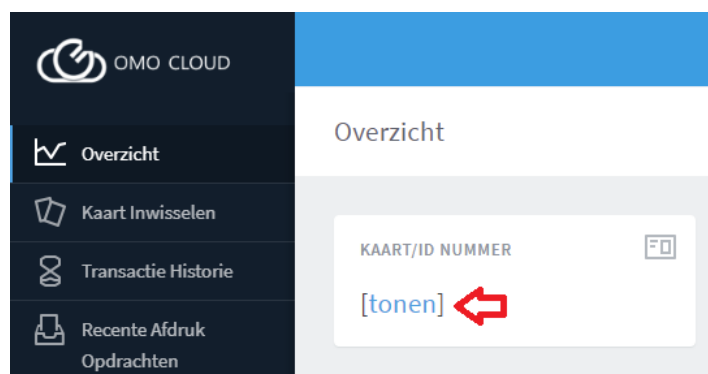 OMO CLOUD
Overzicht
Kaart Inwisselen
Transactie Historie
Recente Afdruk
Opdrachten
Overzicht
KAART/ID NUMMER
[tonen]